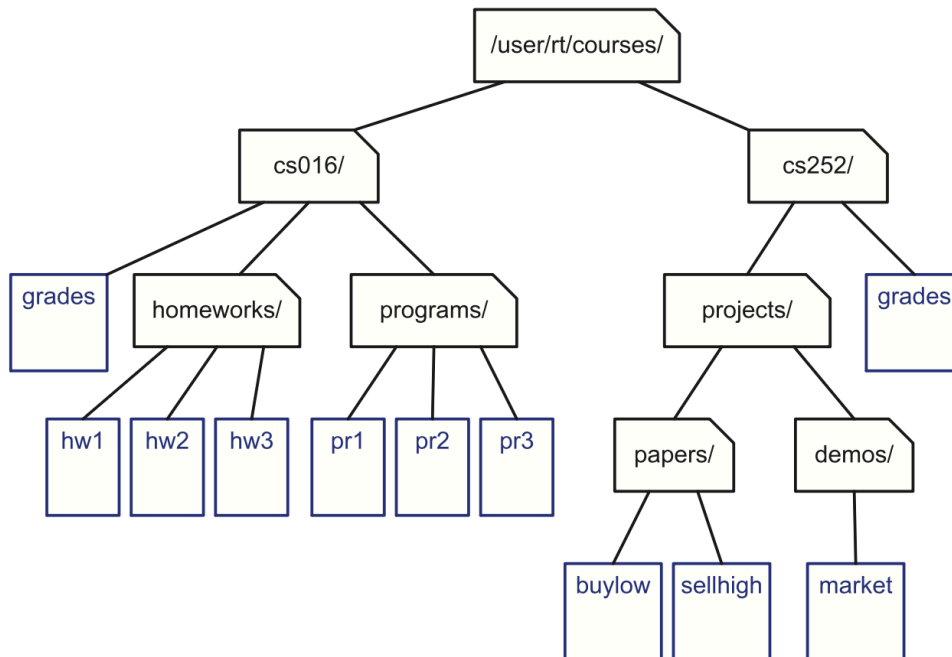 /user/rt/courses/
cs016/
cs252/
grades
homeworks/
programs/
projects/
grades
hw1
hw2
hw3
pr1
pr2
pr3
papers/
demos/
buylow
sellhigh
market